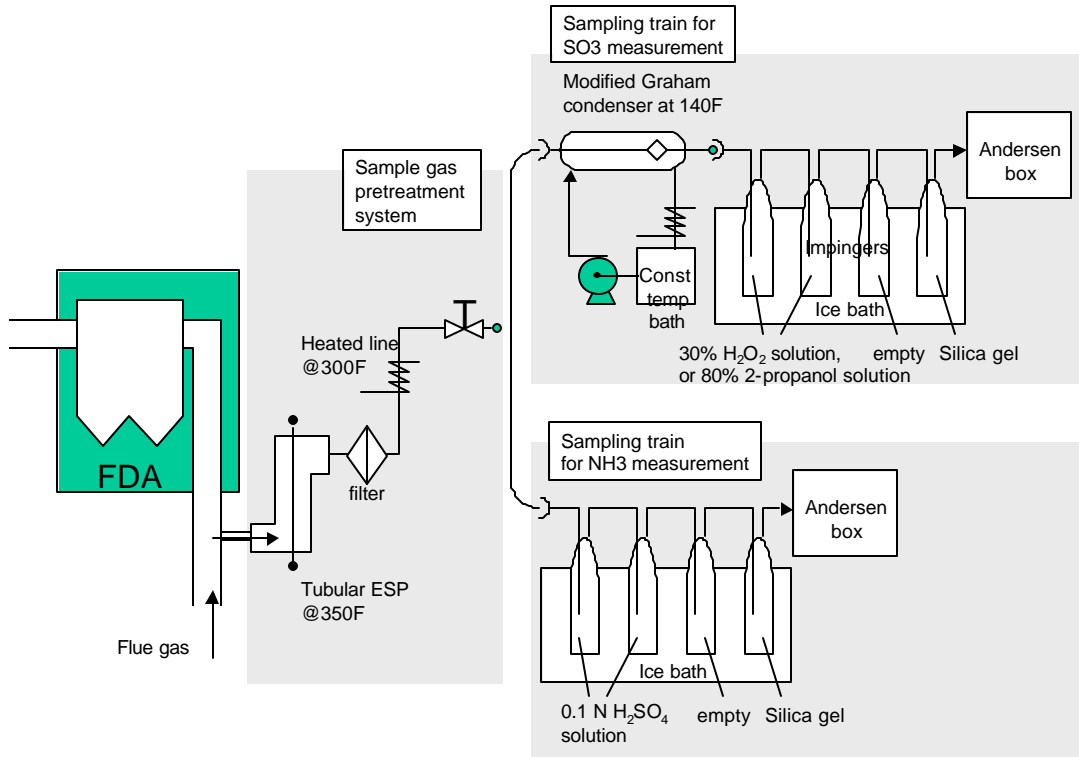 Sampling train for
SO3 measurement
Modified Graham
condenser at 140F
Andersen
box
Sample gas
pretreatment
system
Impingers
Const
temp
bath
Ice bath
Heated line
@300F
30% H₂O₂ solution,
or 80% 2-propanol solution
empty
Silica gel
Sampling train
for NH3 measurement
FDA
filter
Andersen
box
Tubular ESP
@350F
Flue gas
Ice bath
0.1 N H₂SO₄
solution
empty
Silica gel